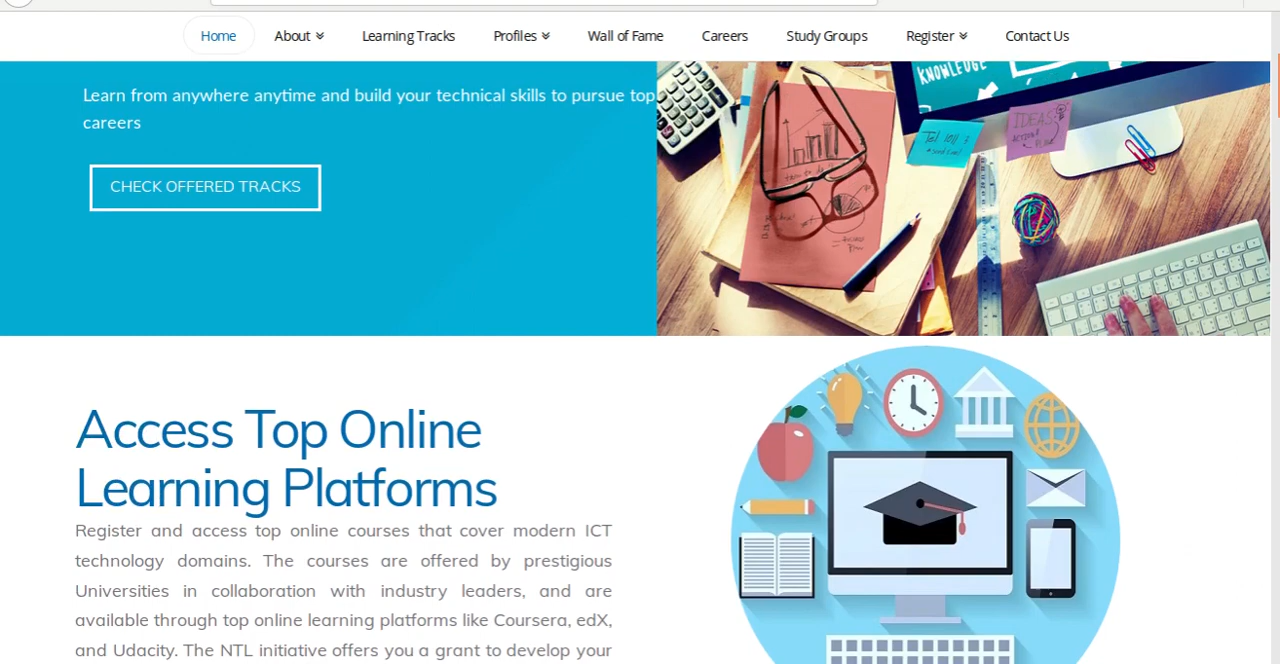 Home About Learning Tracks Profiles Wall of Fame Careers Study Groups Register Contact Us
Learn from anywhere anytime and build your technical skills to pursue top
careers
CHECK OFFERED TRACKS
KNOWLEDGE
IDEAS
Access Top Online
Learning Platforms
Register and access top online courses that cover modern ICT
technology domains. The courses are offered by prestigious
Universities in collaboration with industry leaders, and are
available through top online learning platforms like Coursera, edX,
and Udacity. The NTL initiative offers you a grant to develop your